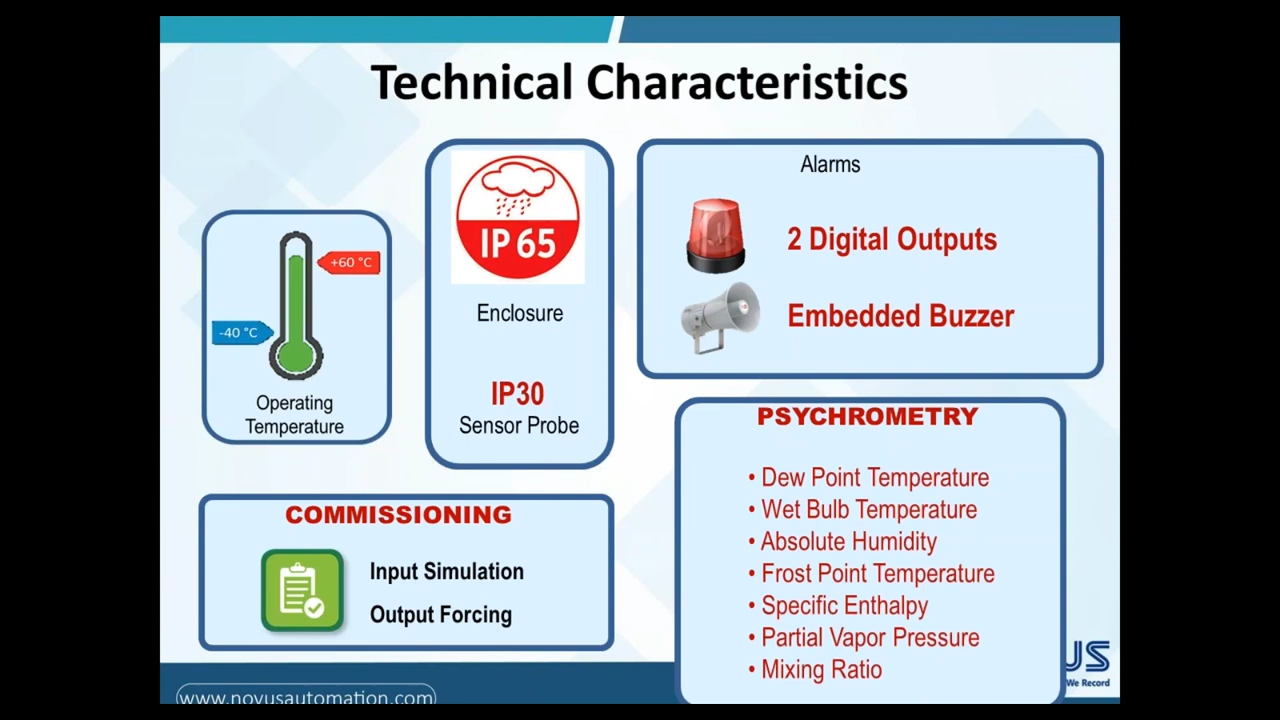 Technical Characteristics
+60 °C
-40 °C
Operating
Temperature
IP 65
Enclosure
IP30
Sensor Probe
Alarms
2 Digital Outputs
Embedded Buzzer
COMMISSIONING
Input Simulation
Output Forcing
PSYCHROMETRY
• Dew Point Temperature
• Wet Bulb Temperature
• Absolute Humidity
• Frost Point Temperature
• Specific Enthalpy
• Partial Vapor Pressure
• Mixing Ratio
US
We Record
www.novusautomation.com